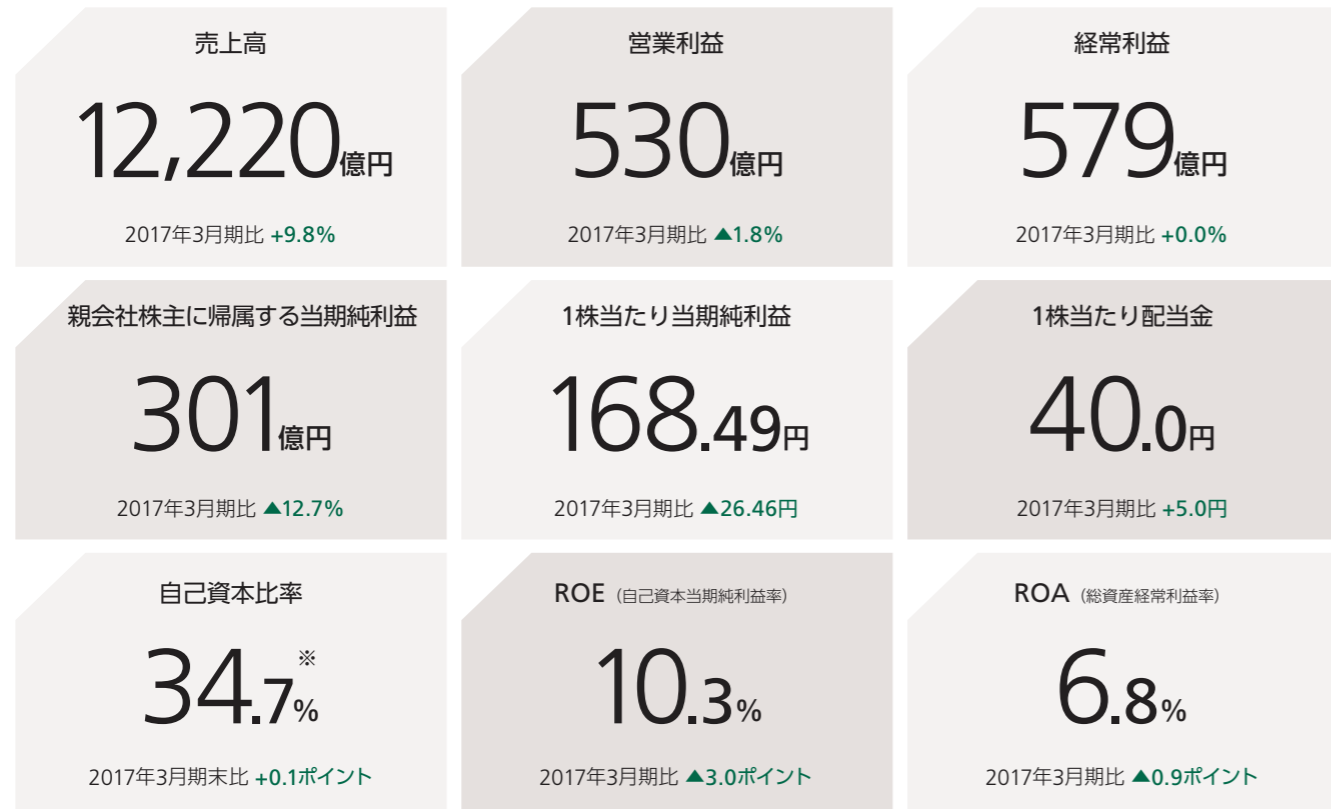 売上高
12,220億円
2017年3月期比 +9.8%
営業利益
530億円
2017年3月期比 ▲1.8%
経常利益
579億円
2017年3月期比 +0.0%
親会社株主に帰属する当期純利益
301億円
2017年3月期比 ▲12.7%
1株当たり当期純利益
168.49円
2017年3月期比 ▲26.46円
1株当たり配当金
40.0円
2017年3月期比 +5.0円
自己資本比率
34.7%※
2017年3月期末比 +0.1ポイント
ROE（自己資本当期純利益率）
10.3%
2017年3月期比 ▲3.0ポイント
ROA（総資産経常利益率）
6.8%
2017年3月期比 ▲0.9ポイント